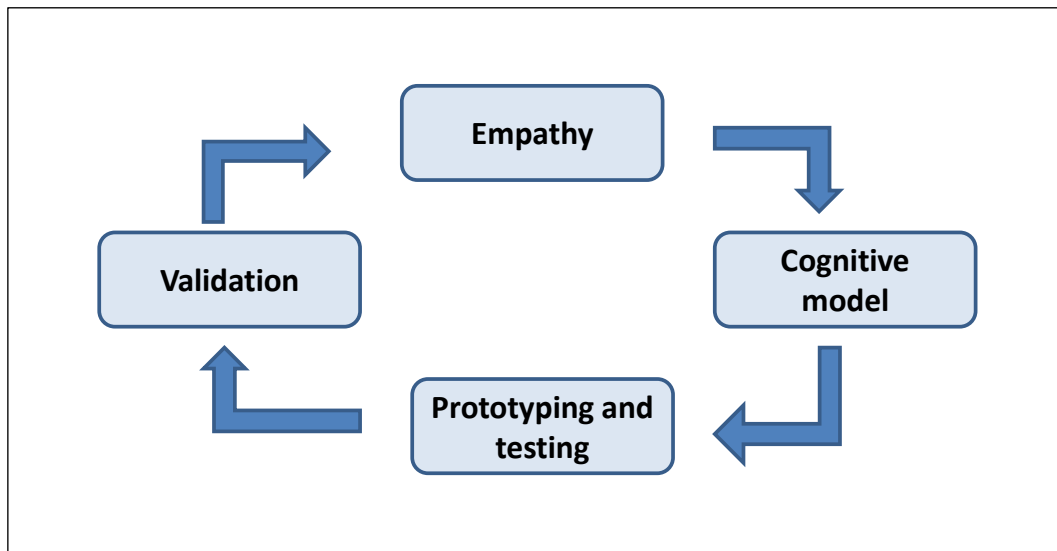 Empathy
Validation
Cognitive
model
Prototyping and
testing